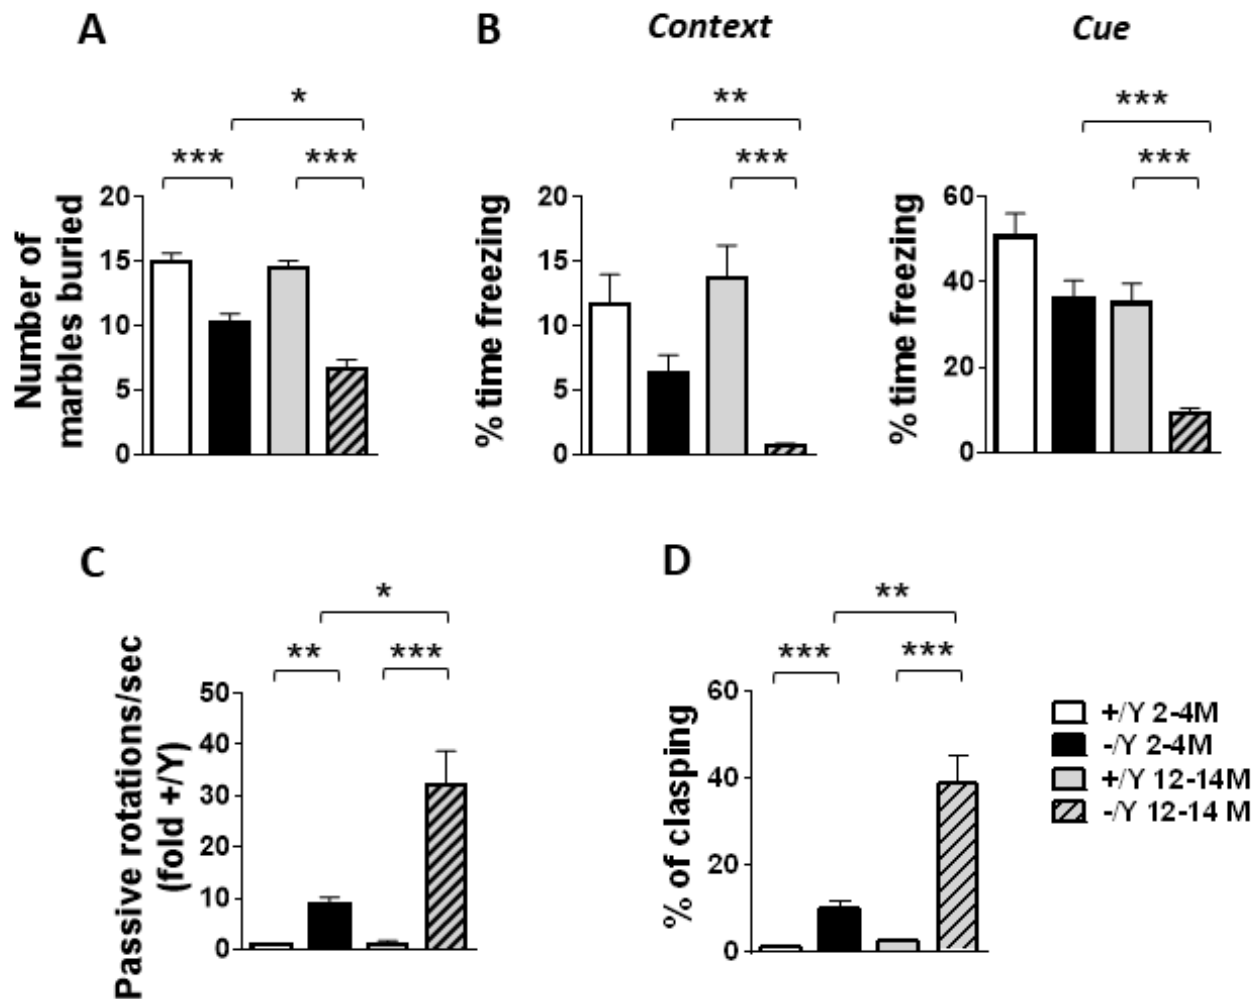 A
B
Context
Cue
*
***
***
Number of
marbles buried
20
15
10
5
0
**
***
% time freezing
20
15
10
5
0
***
***
% time freezing
60
40
20
0
C
*
**
***
Passive rotations/sec
(fold +/Y)
50
40
30
20
10
0
D
**
***
***
% of clasping
60
40
20
0
+/Y 2-4M
-/Y 2-4M
+/Y 12-14M
-/Y 12-14 M